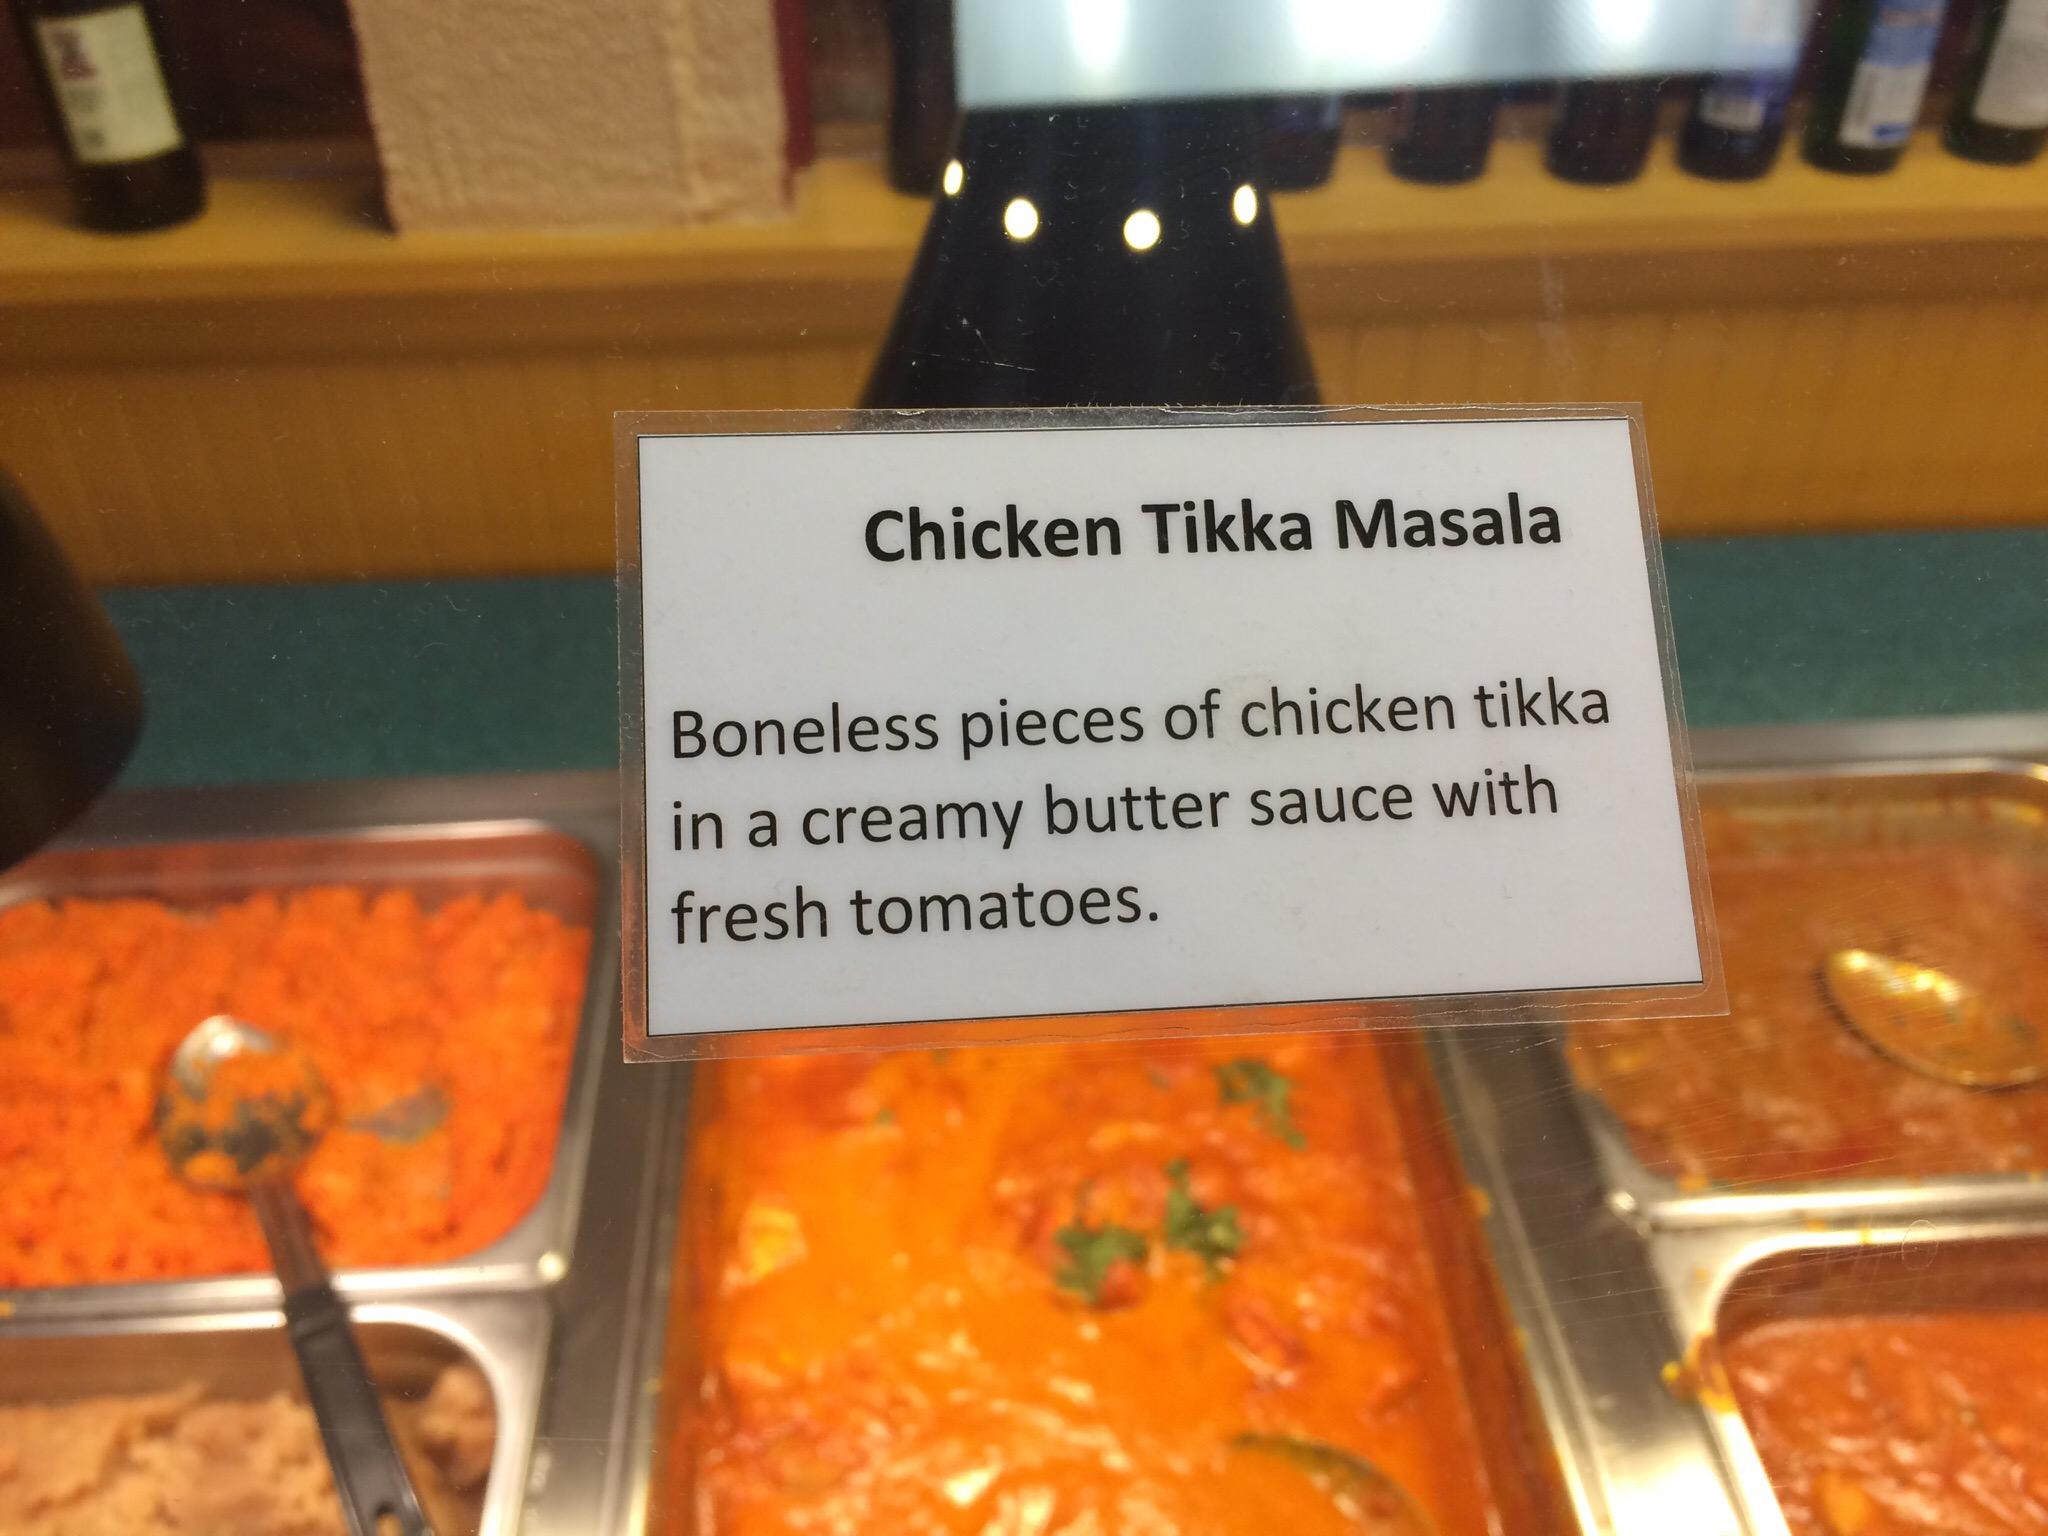 Chicken Tikka Masala
Boneless pieces of chicken tikka
in a creamy butter sauce with
fresh tomatoes.